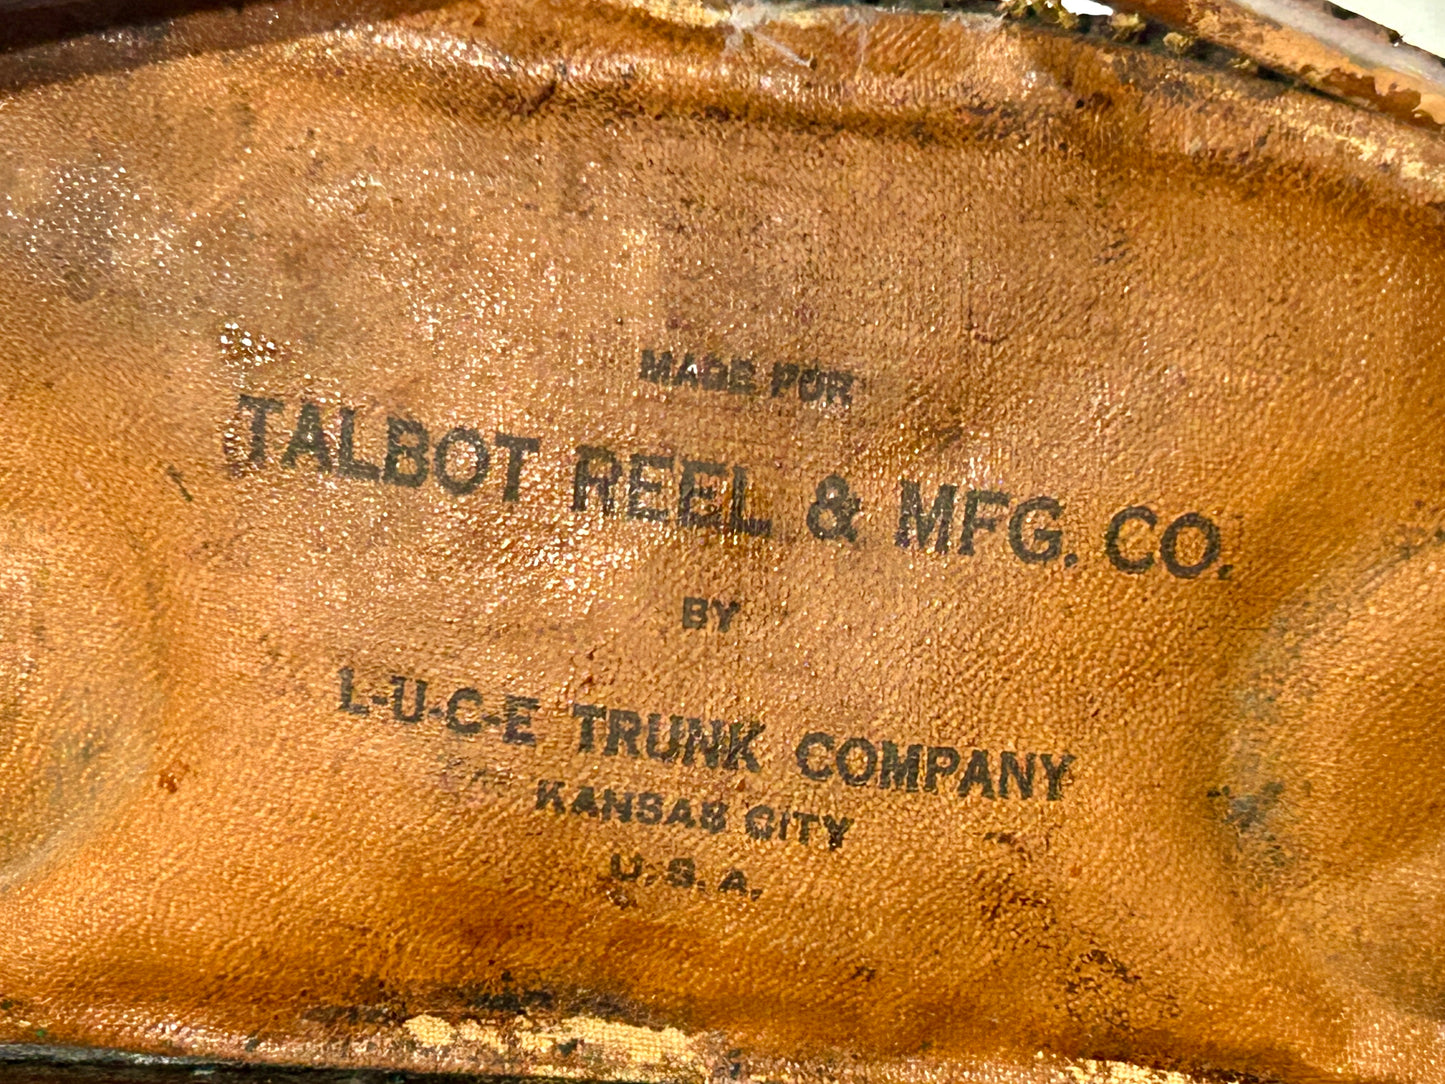 MADE FOR
TALBOT REEL & MFG. CO.
BY
L-U-C-E TRUNK COMPANY
KANSAS CITY
U.S.A.